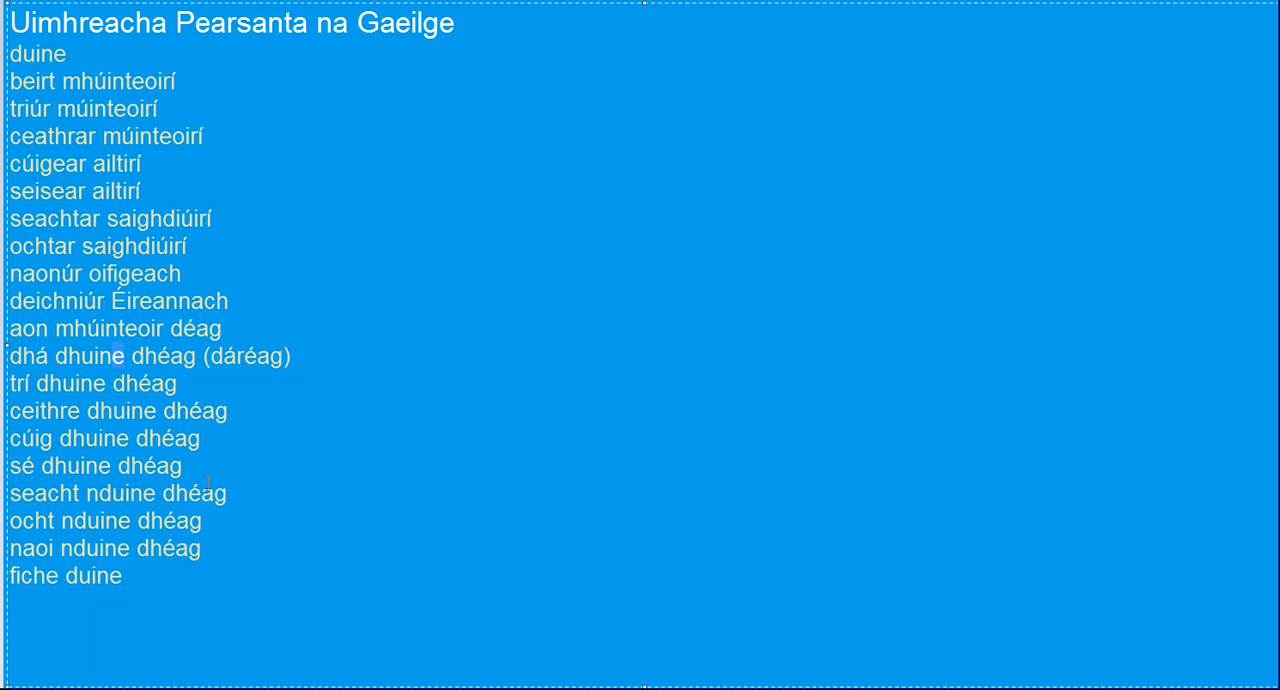 Uimhreacha Pearsanta na Gaeilge
duine
beirt mhúinteoirí
triúr múinteoirí
ceathrar múinteoirí
cúigear ailtirí
seisear ailtirí
seachtar saighdiúirí
ochtar saighdiúirí
naonúr oifigeach
deichniúr Éireannach
aon mhúinteoir déag
dhá dhuine dhéag (dáréag)
trí dhuine dhéag
ceithre dhuine dhéag
cúig dhuine dhéag
sé dhuine dhéag
seacht nduine dhéag
ocht nduine dhéag
naoi nduine dhéag
fiche duine